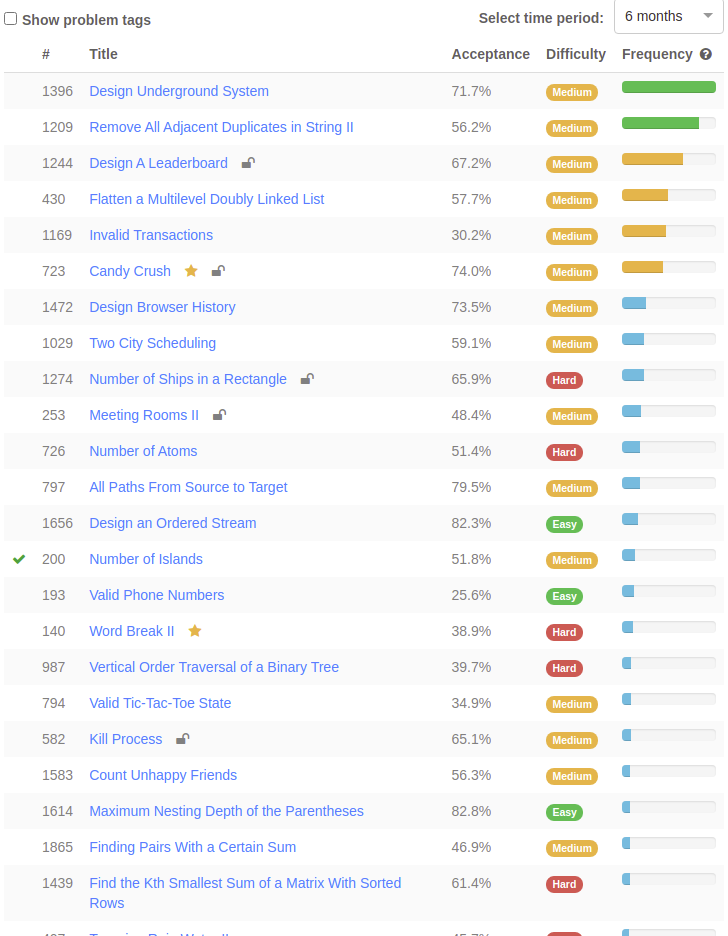 Show problem tags Select time period: 6 months
# Title Acceptance Difficulty Frequency
1396 Design Underground System 71.7% Medium
1209 Remove All Adjacent Duplicates in String II 56.2% Medium
1244 Design A Leaderboard 67.2% Medium
430 Flatten a Multilevel Doubly Linked List 57.7% Medium
1169 Invalid Transactions 30.2% Medium
723 Candy Crush 74.0% Medium
1472 Design Browser History 73.5% Medium
1029 Two City Scheduling 59.1% Medium
1274 Number of Ships in a Rectangle 65.9% Hard
253 Meeting Rooms II 48.4% Medium
726 Number of Atoms 51.4% Hard
797 All Paths From Source to Target 79.5% Medium
1656 Design an Ordered Stream 82.3% Easy
200 Number of Islands 51.8% Medium
193 Valid Phone Numbers 25.6% Easy
140 Word Break II 38.9% Hard
987 Vertical Order Traversal of a Binary Tree 39.7% Hard
794 Valid Tic-Tac-Toe State 34.9% Medium
582 Kill Process 65.1% Medium
1583 Count Unhappy Friends 56.3% Medium
1614 Maximum Nesting Depth of the Parentheses 82.8% Easy
1865 Finding Pairs With a Certain Sum 46.9% Medium
1439 Find the Kth Smallest Sum of a Matrix With Sorted 61.4% Hard
Rows